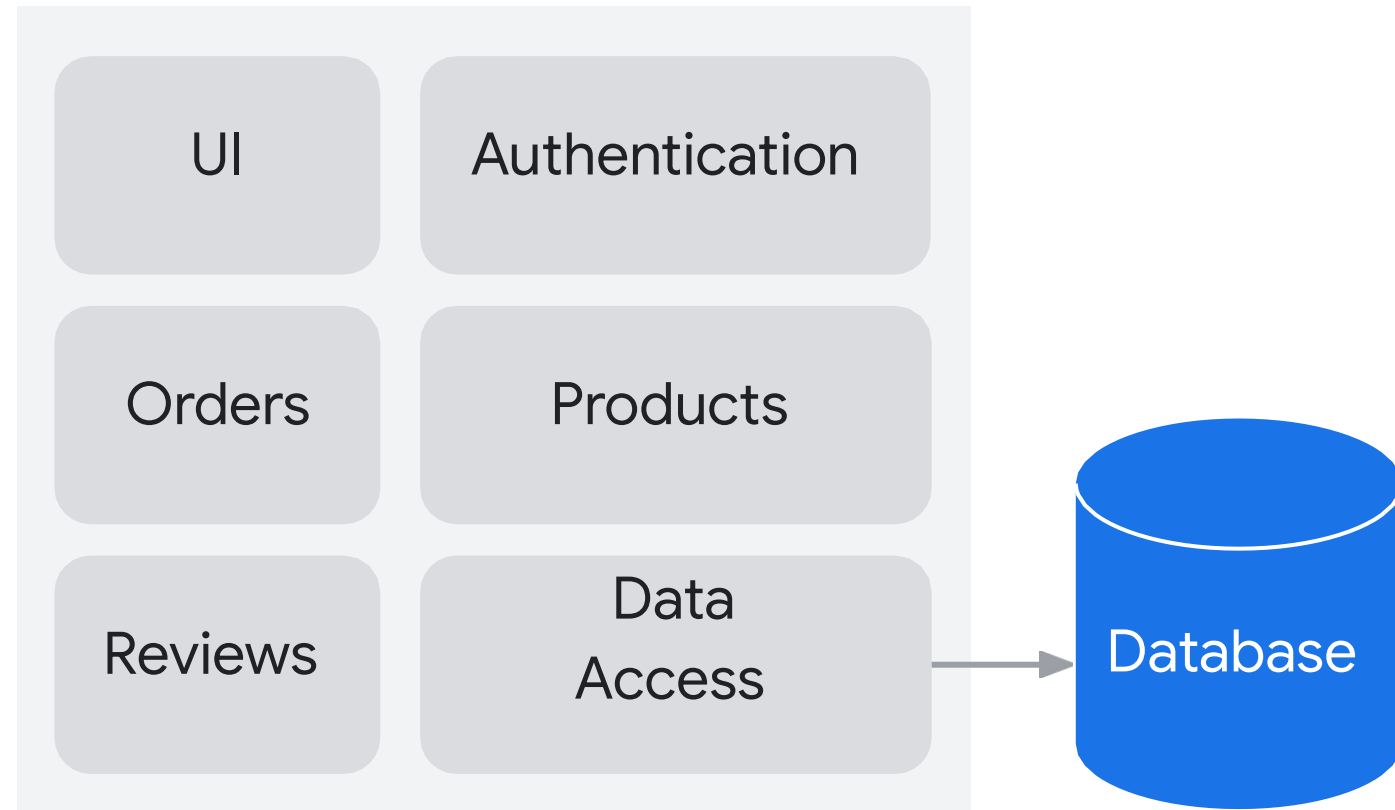 UI
Authentication
Orders
Products
Reviews
Data
Access
Database